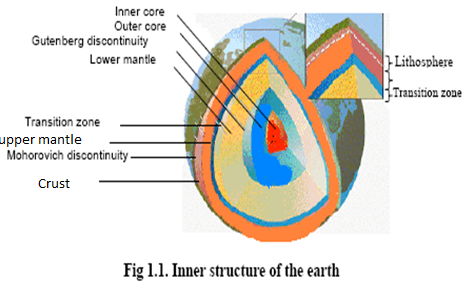 Inner core
Outer core
Gutenberg discontinuity
Lower mantle
Lithosphere
Transition zone
Transition zone
upper mantle
Mohorovich discontinuity
Crust
Fig 1.1. Inner structure of the earth